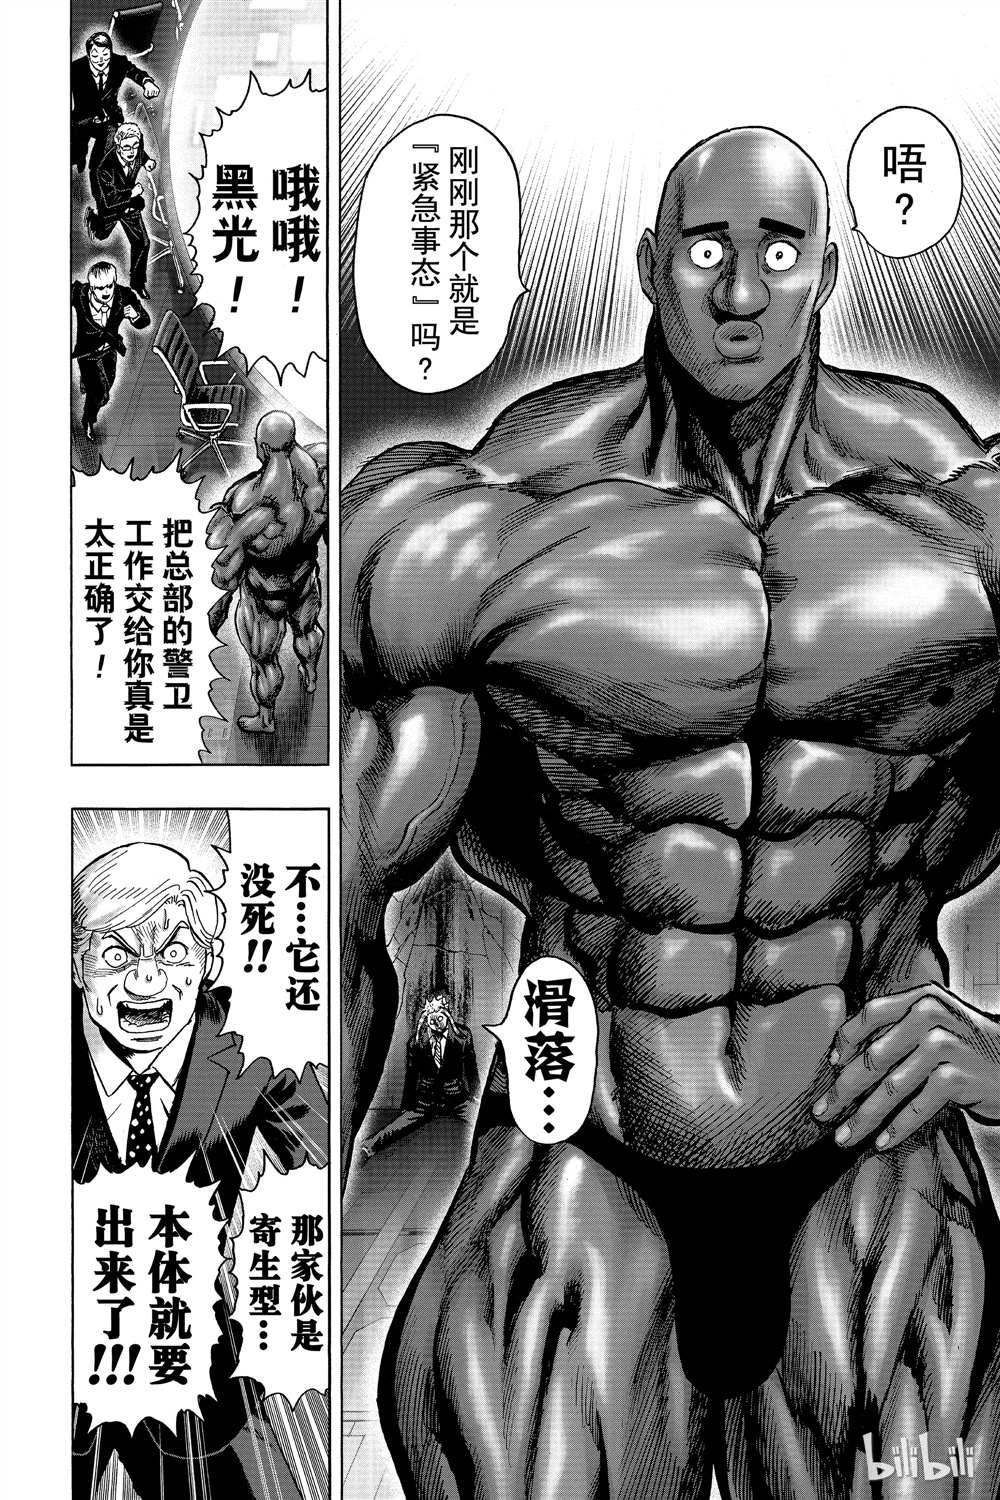 唔？
刚刚那个就是
『紧急事态』吗？
滑落…
哦哦！
黑光！
把总部的警卫
工作交给你真是
太正确了！
不…它还
没死!!
那家伙是
寄生型…
本体就要
出来了!!!
bilibili